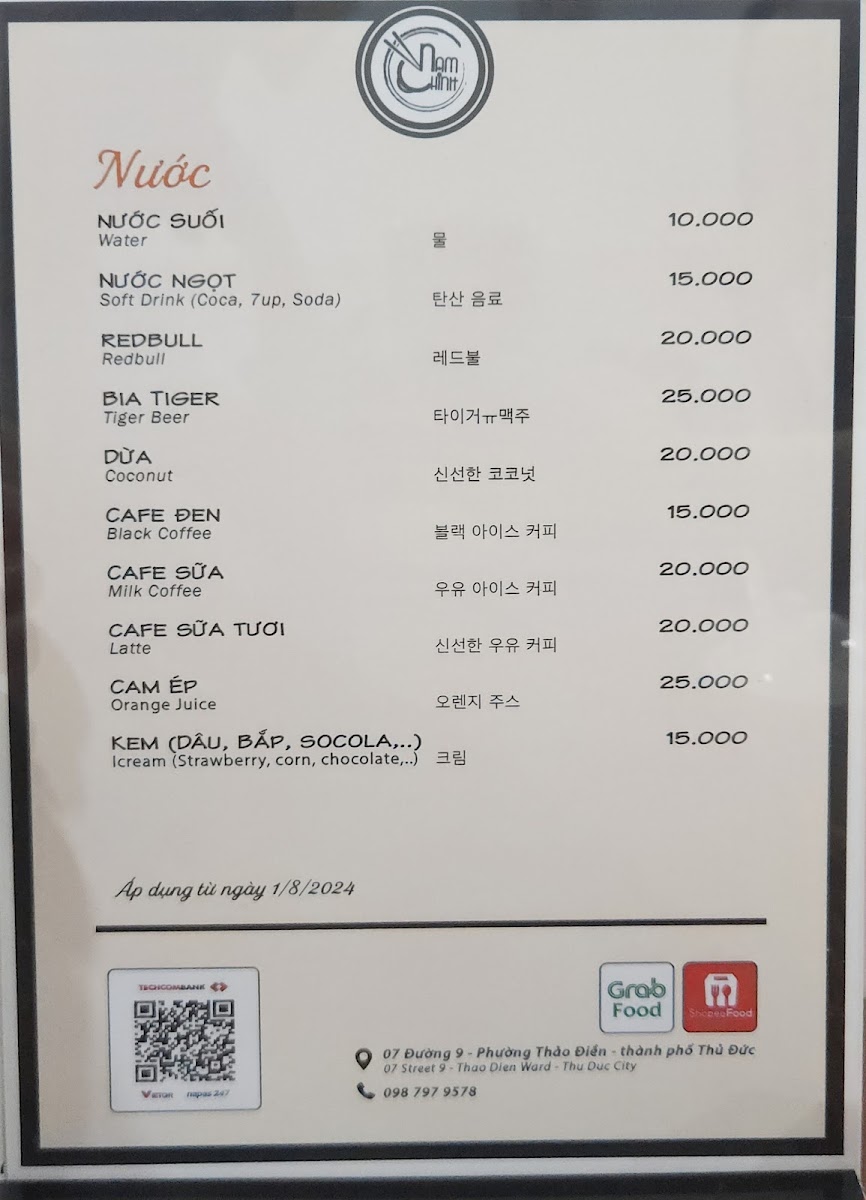 NAM
CHÍNH
Nước
NƯỚC SUỐI 10.000
Water 물
NƯỚC NGỌT 15.000
Soft Drink (Coca, 7up, Soda) 탄산 음료
REDBULL 20.000
Redbull 레드불
BIA TIGER 25.000
Tiger Beer 타이거ㅠ맥주
DỪA 20.000
Coconut 신선한 코코넛
CAFE ĐEN 15.000
Black Coffee 블랙 아이스 커피
CAFE SỮA 20.000
Milk Coffee 우유 아이스 커피
CAFE SỮA TƯƠI 20.000
Latte 신선한 우유 커피
CAM ÉP 25.000
Orange Juice 오렌지 주스
KEM (DÂU, BẮP, SOCOLA,..) 15.000
Icream (Strawberry, corn, chocolate,..) 크림
Áp dụng từ ngày 1/8/2024
TECHCOMBANK
VIETQR napas 247
Grab
Food
ShopeeFood
07 Đường 9 - Phường Thảo Điền - thành phố Thủ Đức
07 Street 9 - Thao Dien Ward - Thu Duc City
098 797 9578